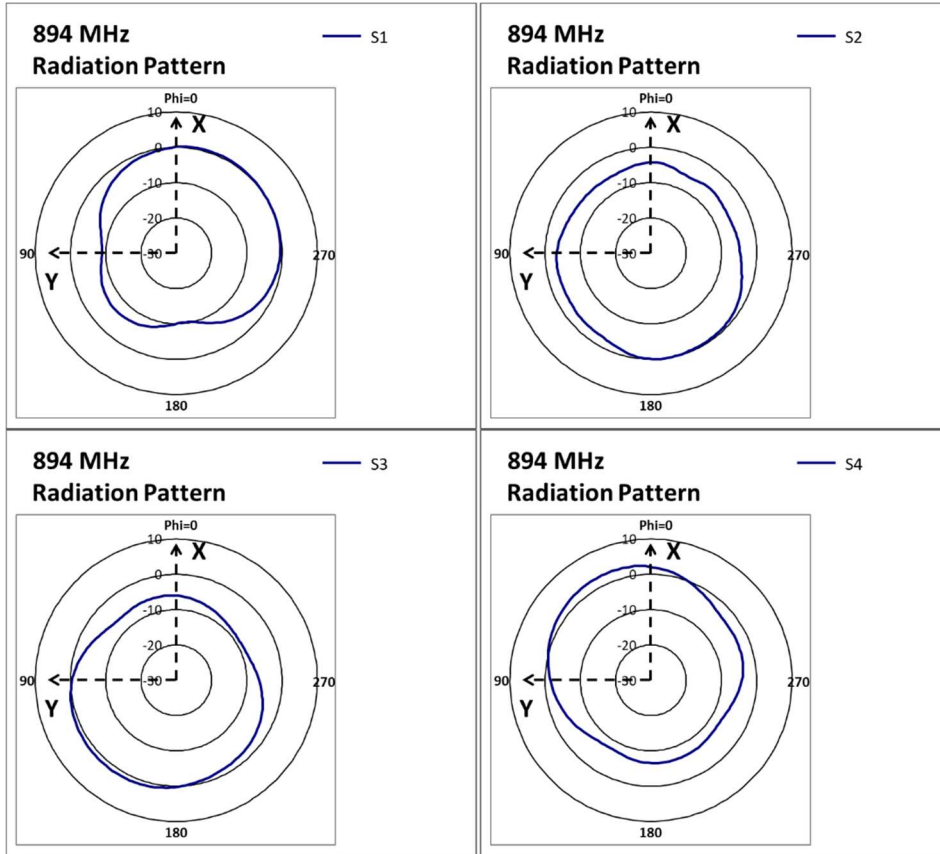 894 MHz
Radiation Pattern
S1
Phi=0
10
X
0
-10
-20
90
-30
270
Y
180
894 MHz
Radiation Pattern
S2
Phi=0
10
X
0
-10
-20
90
-30
270
Y
180
894 MHz
Radiation Pattern
S3
Phi=0
10
X
0
-10
-20
90
-30
270
Y
180
894 MHz
Radiation Pattern
S4
Phi=0
10
X
0
-10
-20
90
-30
270
Y
180